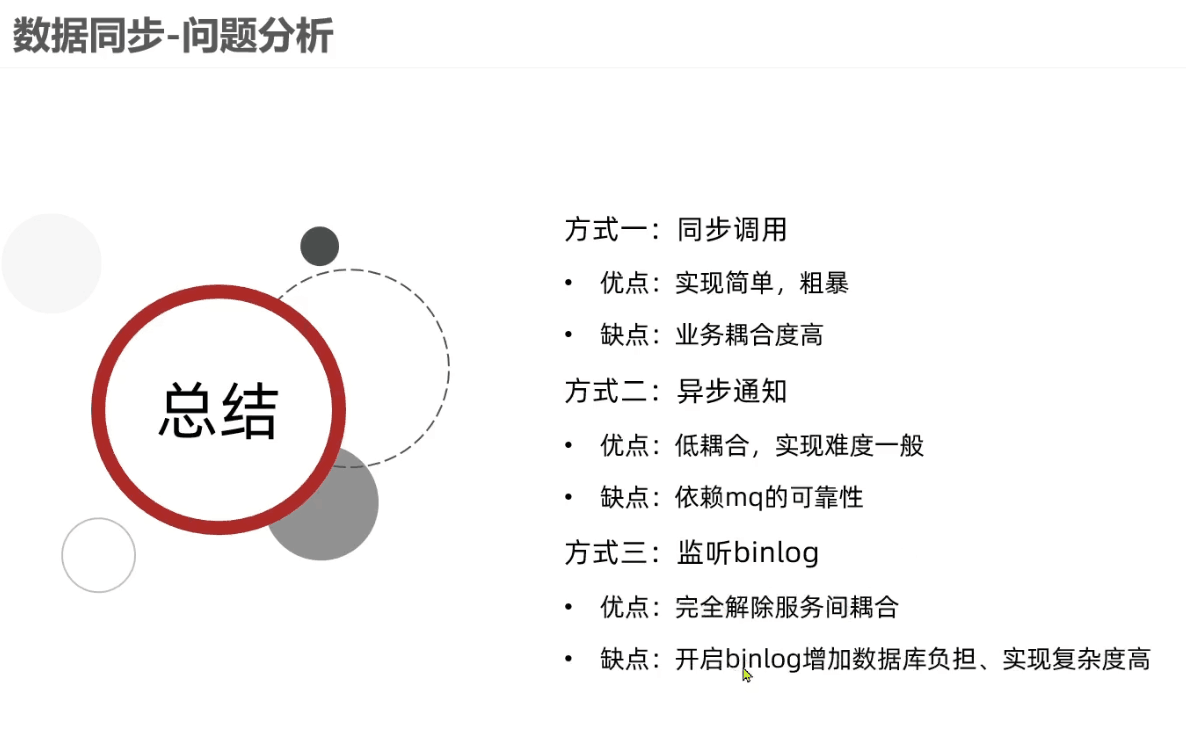 数据同步-问题分析
总结
方式一：同步调用
• 优点：实现简单，粗暴
• 缺点：业务耦合度高
方式二：异步通知
• 优点：低耦合，实现难度一般
• 缺点：依赖mq的可靠性
方式三：监听binlog
• 优点：完全解除服务间耦合
• 缺点：开启binlog增加数据库负担、实现复杂度高